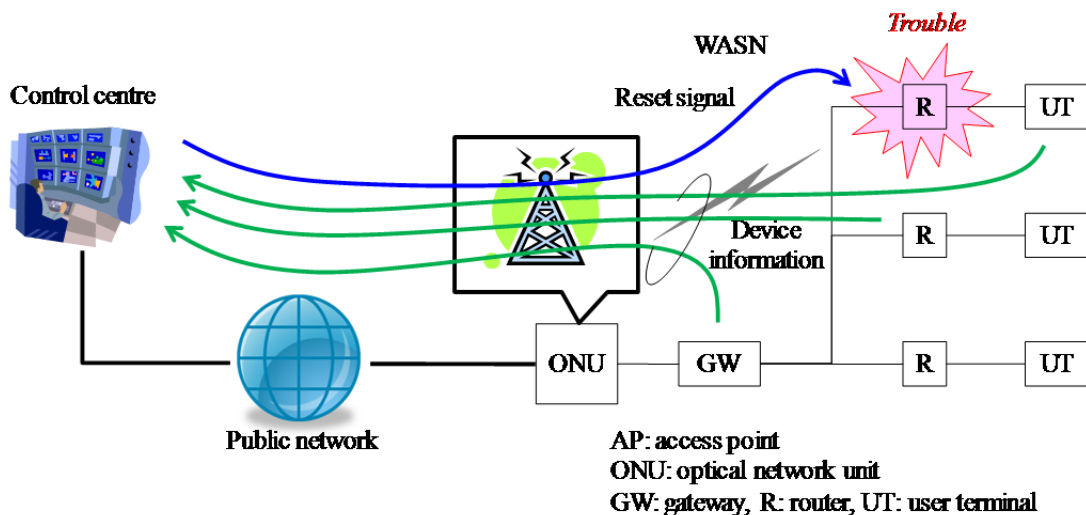 Trouble
WASN
Control centre
Reset signal
R
UT
Device
information
R
UT
ONU
GW
R
UT
Public network
AP: access point
ONU: optical network unit
GW: gateway, R: router, UT: user terminal